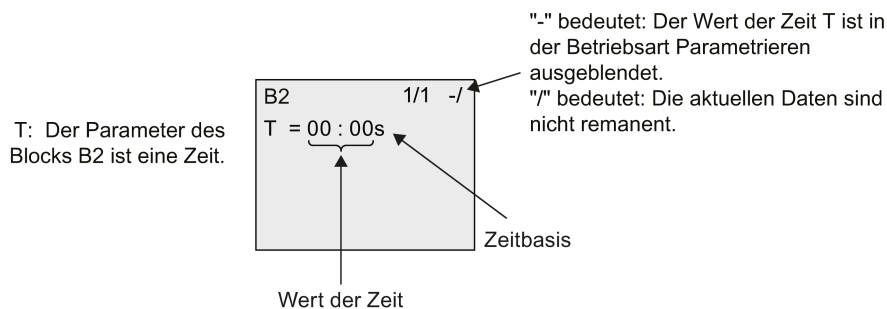 "-" bedeutet: Der Wert der Zeit T ist in
der Betriebsart Parametrieren
ausgeblendet.
"/" bedeutet: Die aktuellen Daten sind
nicht remanent.
T: Der Parameter des
Blocks B2 ist eine Zeit.
B2 1/1 -/
T = 00 : 00s
Zeitbasis
Wert der Zeit